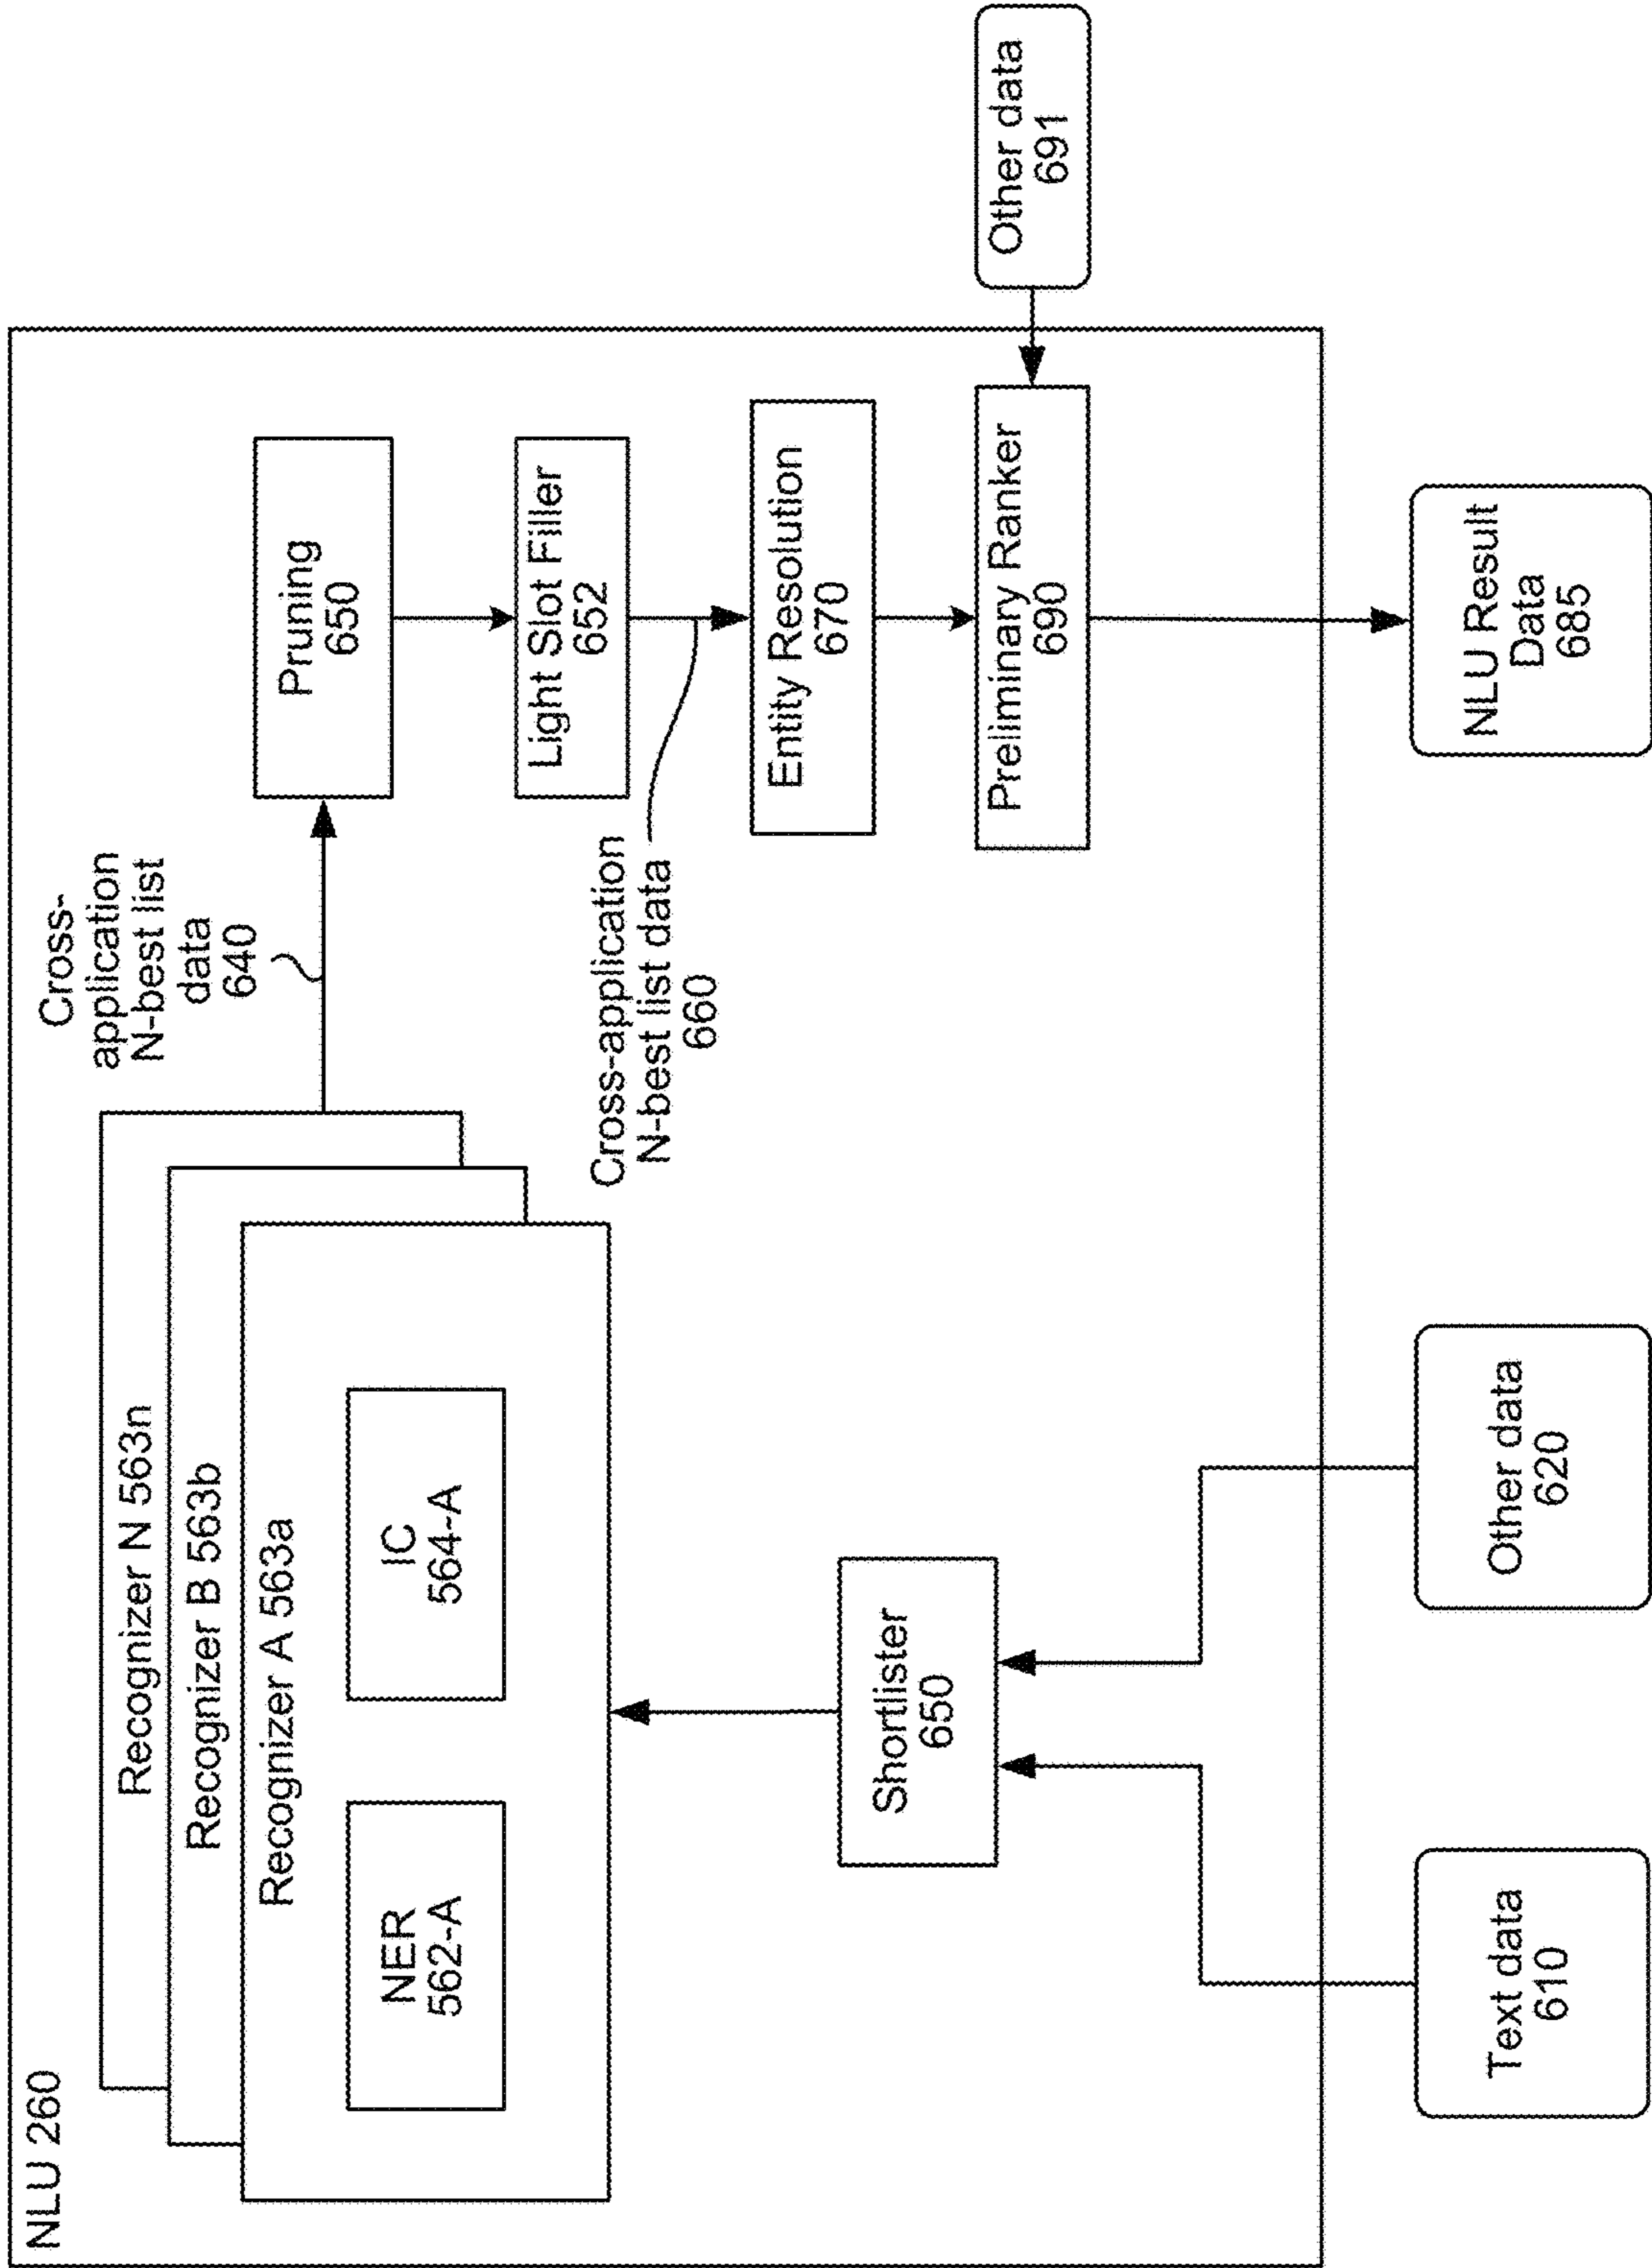 NLU 260
Recognizer N 563n
Recognizer B 563b
Recognizer A 563a
NER
562-A
IC
564-A
Cross-
application
N-best list
data
640
Pruning
650
Light Slot Filler
652
Cross-application
N-best list data
660
Entity Resolution
670
Preliminary Ranker
690
Other data
691
Shortlister
650
Text data
610
Other data
620
NLU Result
Data
685